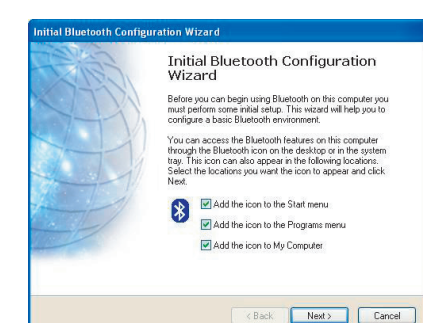 Initial Bluetooth Configuration Wizard
Initial Bluetooth Configuration
Wizard
Before you can begin using Bluetooth on this computer you
must perform some initial setup. This wizard will help you to
configure a basic Bluetooth environment.
You can access the Bluetooth features on this computer
through the Bluetooth icon on the desktop or in the system
tray. This icon can also appear in the following locations.
Select the locations you want the icon to appear and click
Next.
Add the icon to the Start menu
Add the icon to the Programs menu
Add the icon to My Computer
< Back Next > Cancel